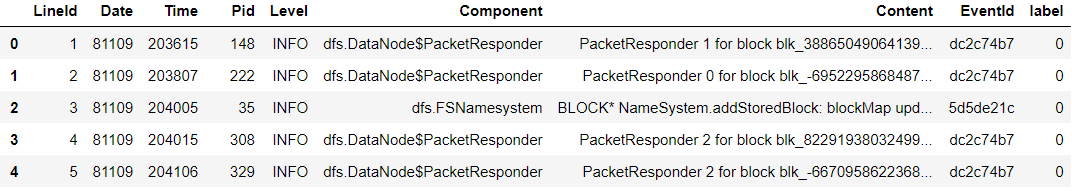 LineId Date Time Pid Level Component Content EventId label
0 1 81109 203615 148 INFO dfs.DataNode$PacketResponder PacketResponder 1 for block blk_38865049064139... dc2c74b7 0
1 2 81109 203807 222 INFO dfs.DataNode$PacketResponder PacketResponder 0 for block blk_-6952295868487... dc2c74b7 0
2 3 81109 204005 35 INFO dfs.FSNamesystem BLOCK* NameSystem.addStoredBlock: blockMap upd... 5d5de21c 0
3 4 81109 204015 308 INFO dfs.DataNode$PacketResponder PacketResponder 2 for block blk_82291938032499... dc2c74b7 0
4 5 81109 204106 329 INFO dfs.DataNode$PacketResponder PacketResponder 2 for block blk_-6670958622368... dc2c74b7 0